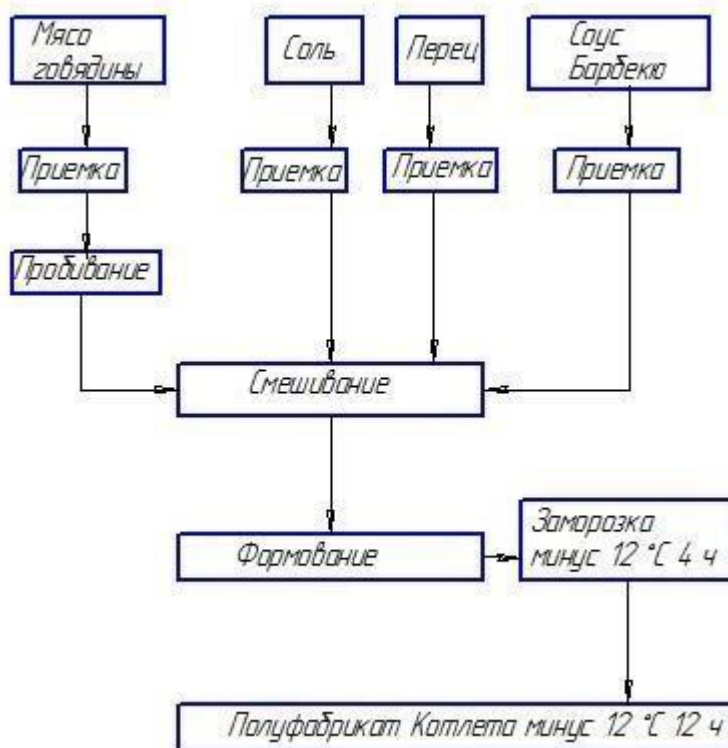 Мясо
говядины
Соль
Перец
Соус
Барбекю
Приемка
Приемка
Приемка
Приемка
Пробивание
Смешивание
Формование
Заморозка
минус 12 °С 4 ч
Полуфабрикат Котлета минус 12 °С 12 ч